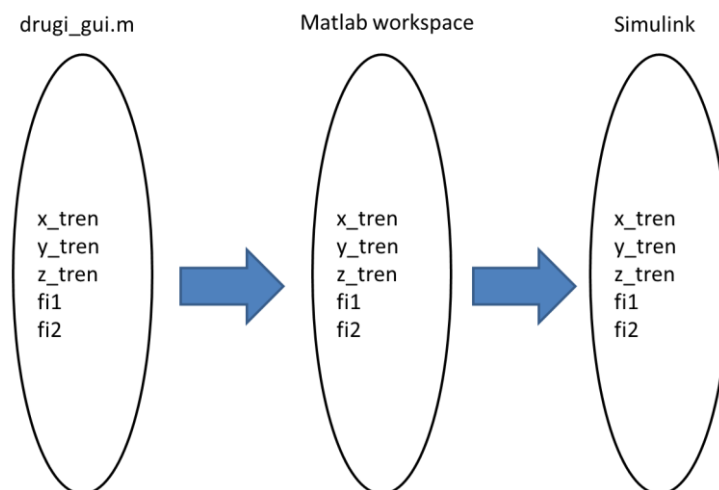 drugi_gui.m
Matlab workspace
Simulink
x_tren
y_tren
z_tren
fi1
fi2
x_tren
y_tren
z_tren
fi1
fi2
x_tren
y_tren
z_tren
fi1
fi2